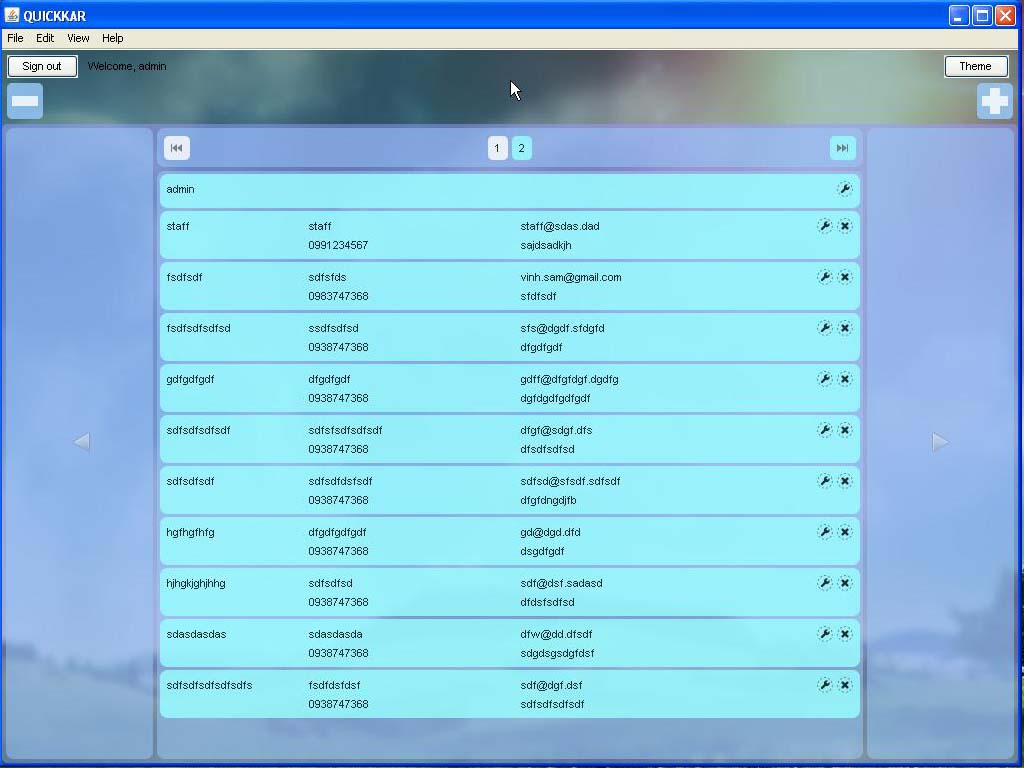 QUICKKAR
File Edit View Help
Sign out Welcome, admin Theme
1 2
admin
staff staff staff@sdas.dad
0991234567 sajdsadkjh
fsdfsdf sdfsfds vinh.sam@gmail.com
0983747368 sfdfsdf
fsdfsdfsdfsd ssdfsdfsd sfs@dgdf.sfdgfd
0938747368 dfgdfgdf
gdfgdfgdf dfgdfgdf gdff@dfgfdgf.dgdfg
0938747368 dgfdgdfgdfgdf
sdfsdfsdfsdf sdfsfsdfsdfsdf dfgf@sdgf.dfs
0938747368 dfsdfsdfsd
sdfsdfsdf sdfsdfdsfsdf sdfsd@sfsdf.sdfsdf
0938747368 dfgfdngdjfb
hgfhgfhfg dfgdfgdfgdf gd@dgd.dfd
0938747368 dsgdfgdf
hjhgkjghjhhg sdfsdfsd sdf@dsf.sadasd
0938747368 dfdsfsdfsd
sdasdasdas sdasdasda dfw@dd.dfsdf
0938747368 sdgdsgsdgfdsf
sdfsdfsdfsdfsdfs fsdfdsfdsf sdf@dgf.dsf
0938747368 sdfsdfsdfsdf